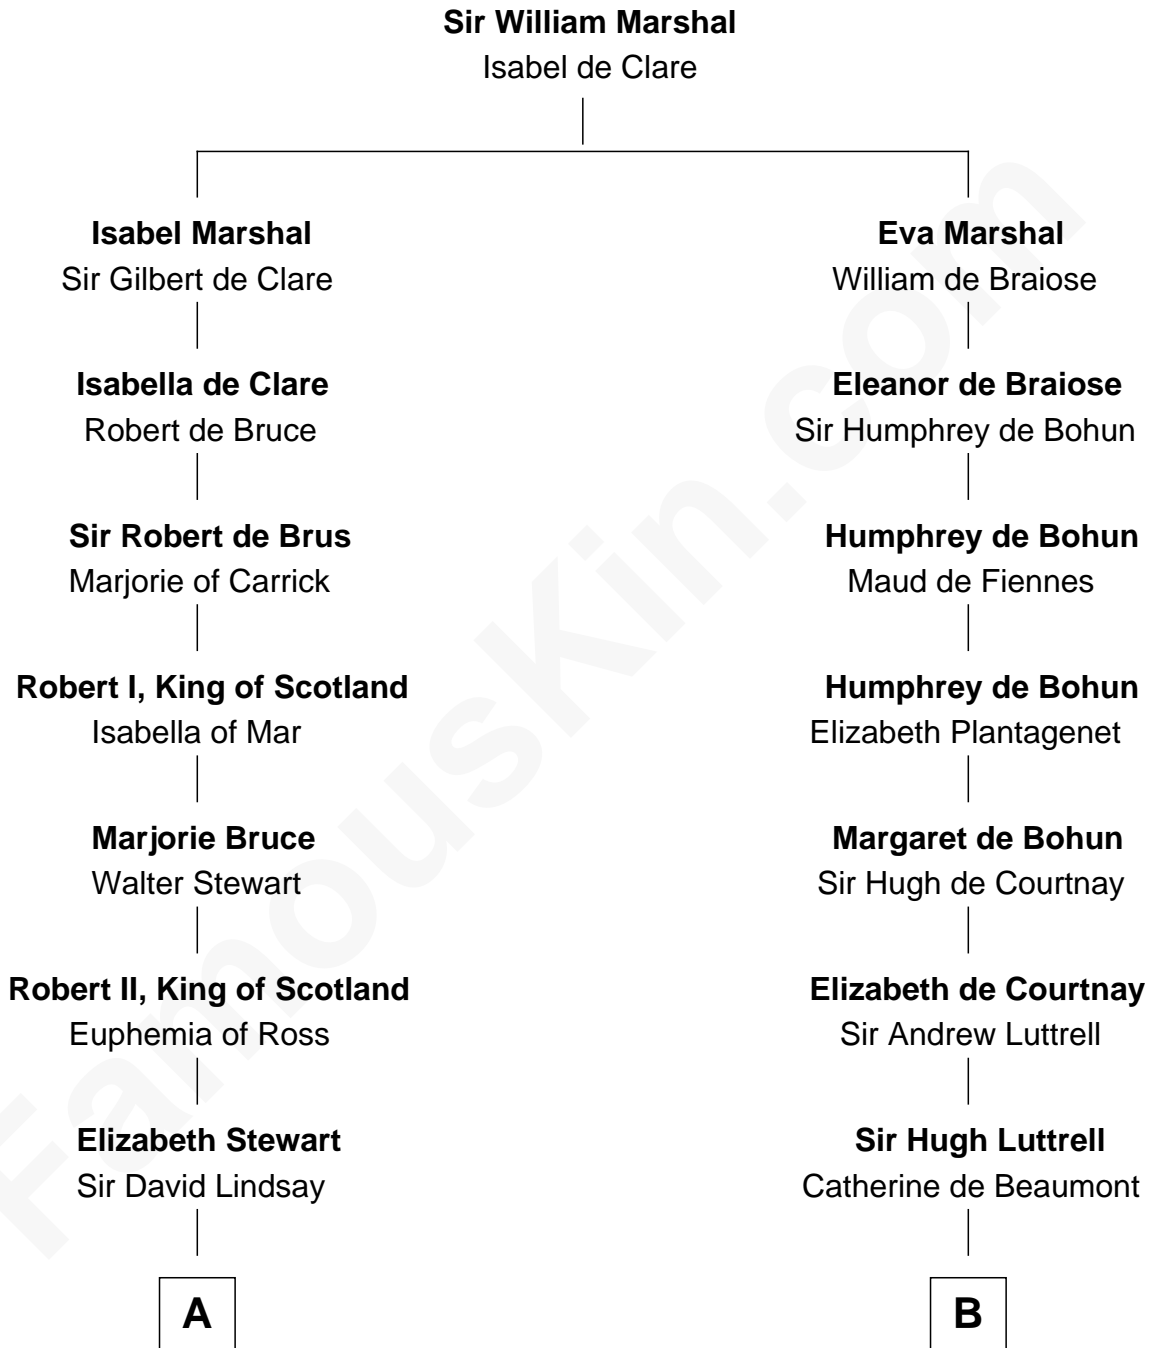 Sir William Marshal
Isabel de Clare
Isabel Marshal
Sir Gilbert de Clare
Eva Marshal
William de Braiose
Isabella de Clare
Robert de Bruce
Eleanor de Braiose
Sir Humphrey de Bohun
Sir Robert de Brus
Marjorie of Carrick
Humphrey de Bohun
Maud de Fiennes
Robert I, King of Scotland
Isabella of Mar
Humphrey de Bohun
Elizabeth Plantagenet
Marjorie Bruce
Walter Stewart
Margaret de Bohun
Sir Hugh de Courtnay
Robert II, King of Scotland
Euphemia of Ross
Elizabeth de Courtnay
Sir Andrew Luttrell
Elizabeth Stewart
Sir David Lindsay
Sir Hugh Luttrell
Catherine de Beaumont
A
B
FamousKin.com